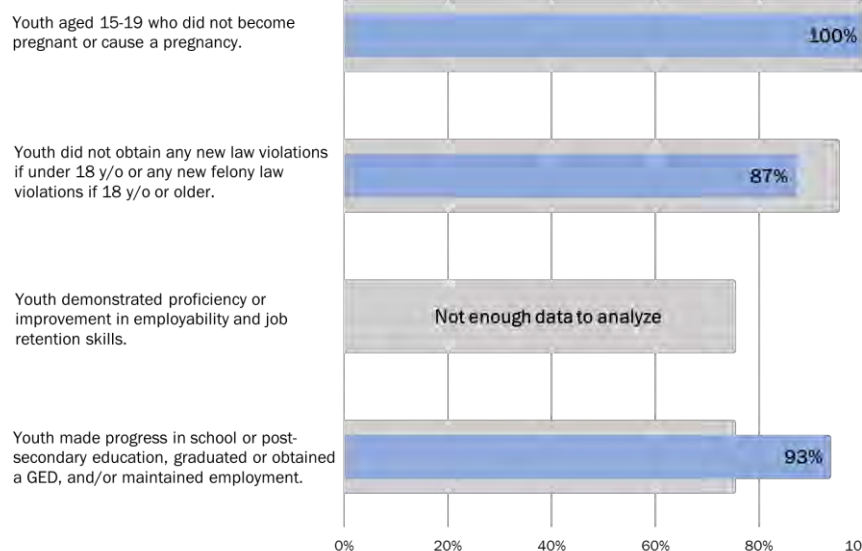 Youth aged 15-19 who did not become
pregnant or cause a pregnancy.
100%
Youth did not obtain any new law violations
if under 18 y/o or any new felony law
violations if 18 y/o or older.
87%
Youth demonstrated proficiency or
improvement in employability and job
retention skills.
Not enough data to analyze
Youth made progress in school or post-
secondary education, graduated or obtained
a GED, and/or maintained employment.
93%
0% 20% 40% 60% 80% 10